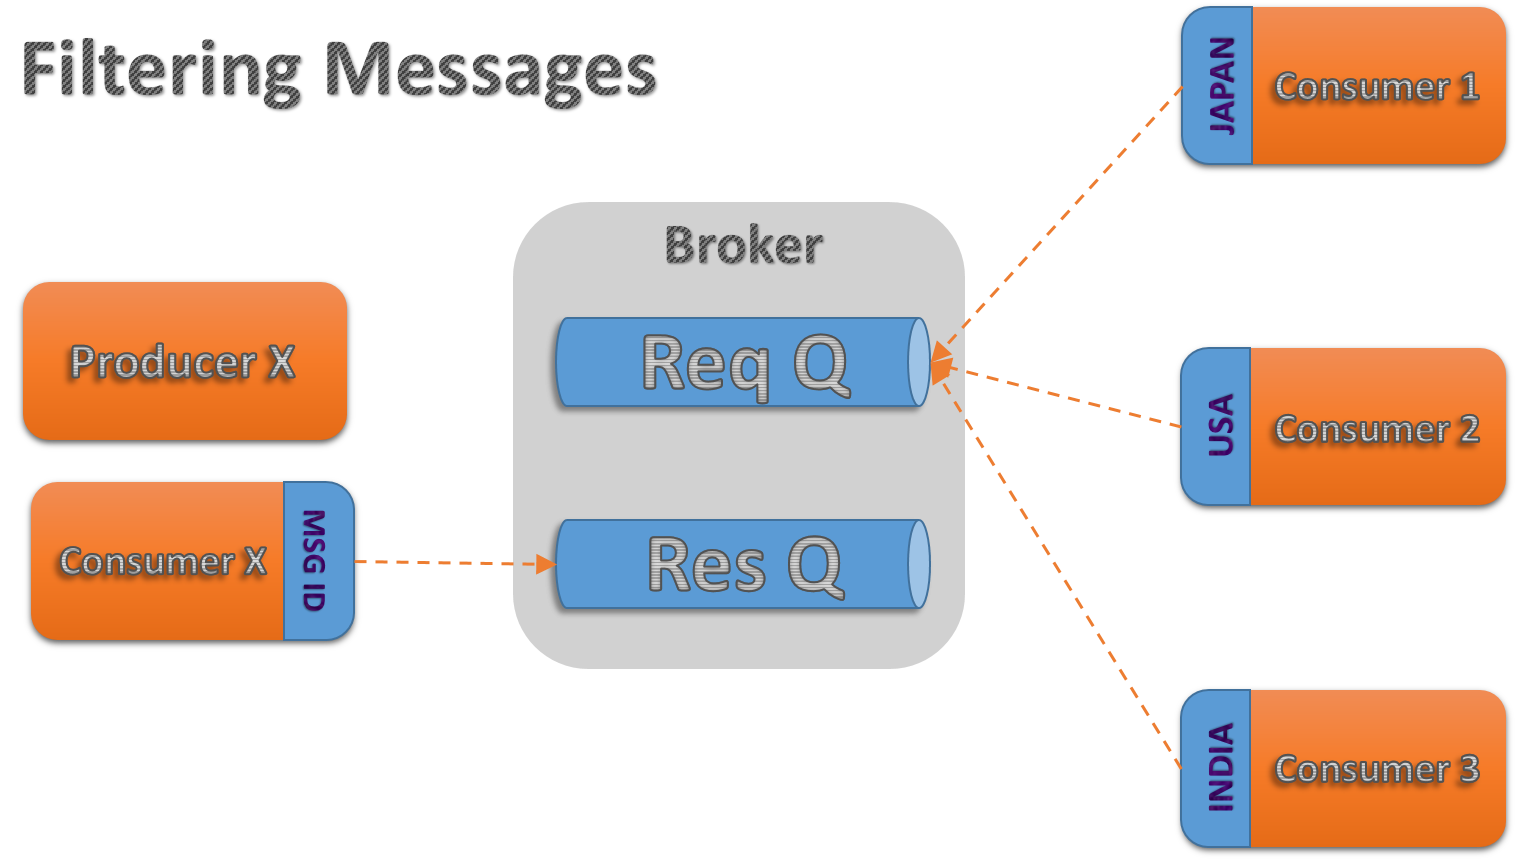 Filtering Messages
JAPAN
Consumer 1
Broker
Producer X
Req Q
USA
Consumer 2
Consumer X
MSG ID
Res Q
INDIA
Consumer 3